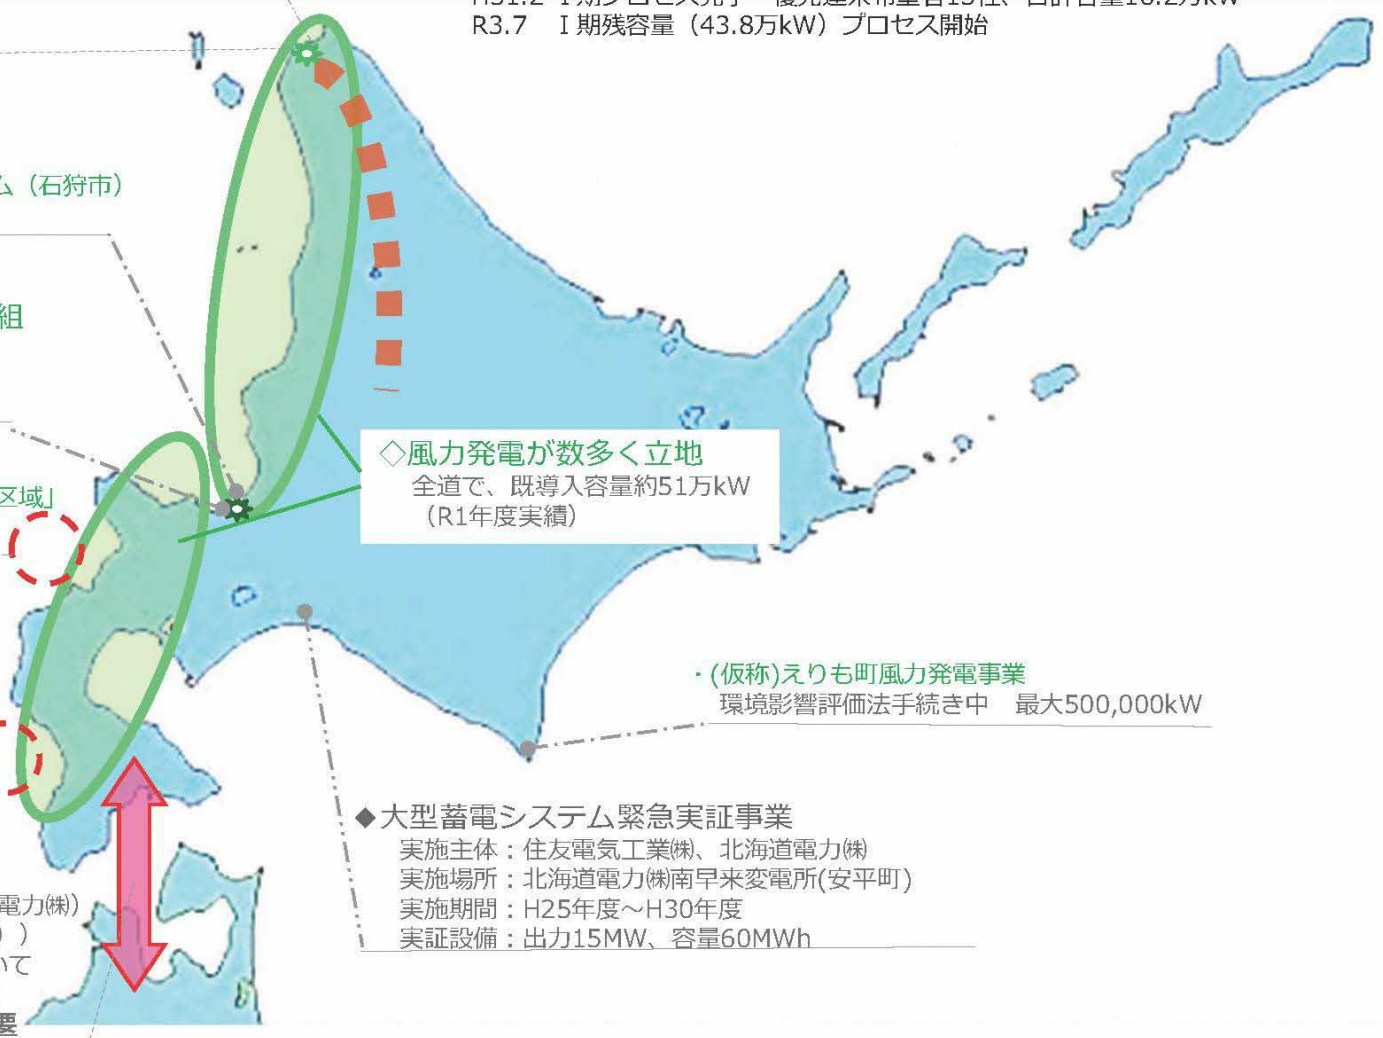 R3.7 Ⅰ期残容量（43.8万kW）プロセス開始
ム（石狩市）
組
区域」
◇風力発電が数多く立地
全道で、既導入容量約51万kW
（R1年度実績）
・(仮称)えりも町風力発電事業
環境影響評価法手続き中 最大500,000kW
◆大型蓄電システム緊急実証事業
実施主体：住友電気工業㈱、北海道電力㈱
実施場所：北海道電力㈱南早来変電所(安平町)
実施期間：H25年度～H30年度
実証設備：出力15MW、容量60MWh
電力㈱）
））
いて
要